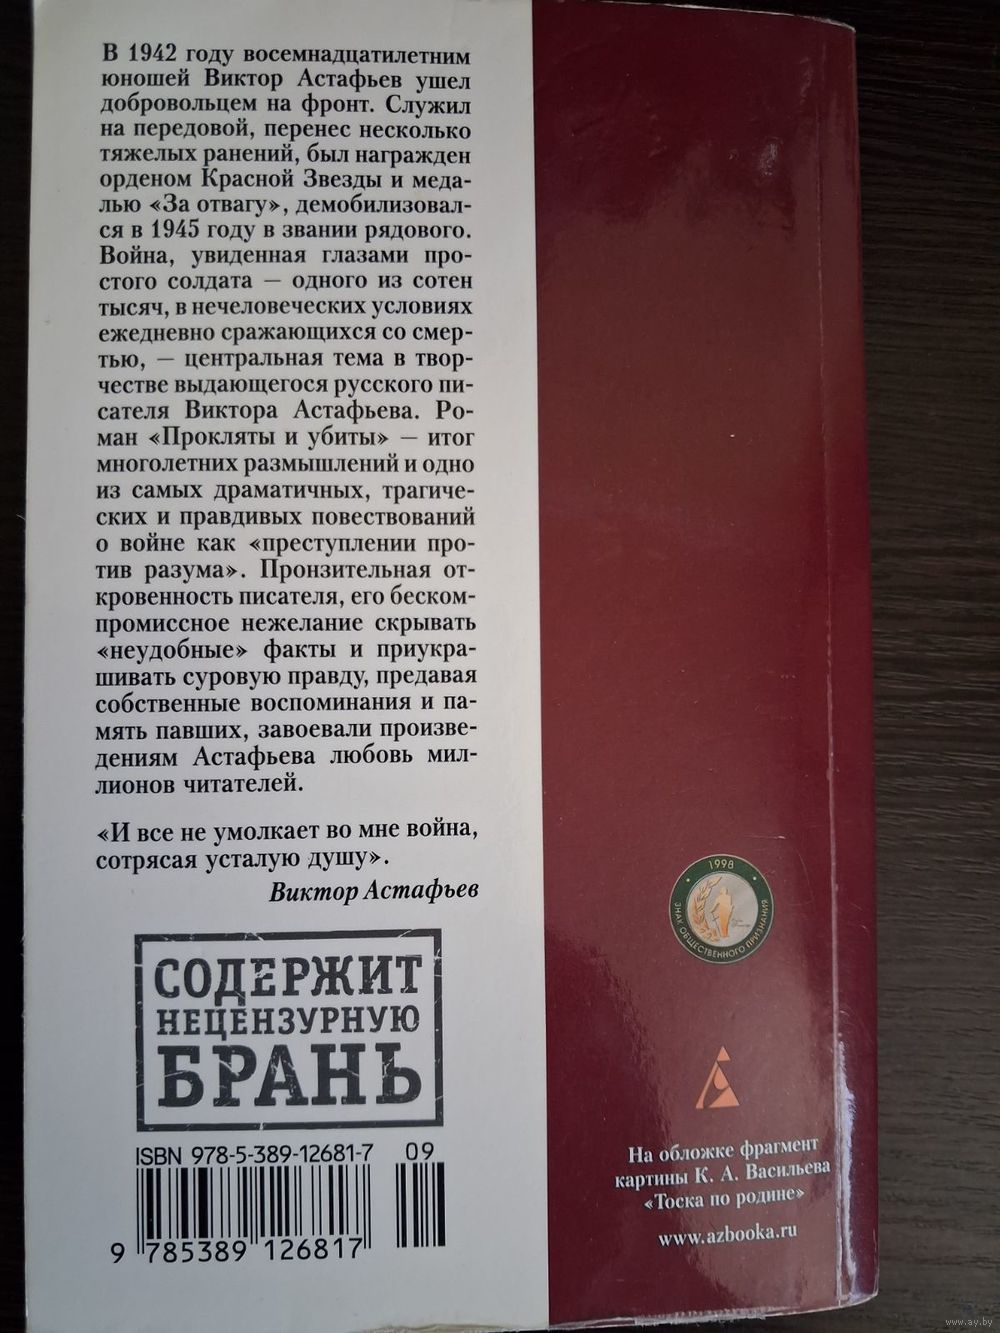 В 1942 году восемнадцатилетним
юношей Виктор Астафьев ушел
добровольцем на фронт. Служил
на передовой, перенес несколько
тяжелых ранений, был награжден
орденом Красной Звезды и меда-
лью «За отвагу», демобилизовал-
ся в 1945 году в звании рядового.
Война, увиденная глазами про-
стого солдата — одного из сотен
тысяч, в нечеловеческих условиях
ежедневно сражающихся со смер-
тью, — центральная тема в твор-
честве выдающегося русского пи-
сателя Виктора Астафьева. Ро-
ман «Прокляты и убиты» — итог
многолетних размышлений и одно
из самых драматичных, трагиче-
ских и правдивых повествований
о войне как «преступлении про-
тив разума». Пронзительная от-
кровенность писателя, его беском-
промиссное нежелание скрывать
«неудобные» факты и приукра-
шивать суровую правду, предавая
собственные воспоминания и па-
мять павших, завоевали произве-
дениям Астафьева любовь мил-
лионов читателей.
«И все не умолкает во мне война,
сотрясая усталую душу».
Виктор Астафьев
СОДЕРЖИТ
НЕЦЕНЗУРНУЮ
БРАНЬ
ISBN 978-5-389-12681-7 09
9 785389 126817
1998
ЗНАК ОБЩЕСТВЕННОГО ПРИЗНАНИЯ
На обложке фрагмент
картины К. А. Васильева
«Тоска по родине»
www.azbooka.ru
www.ay.by